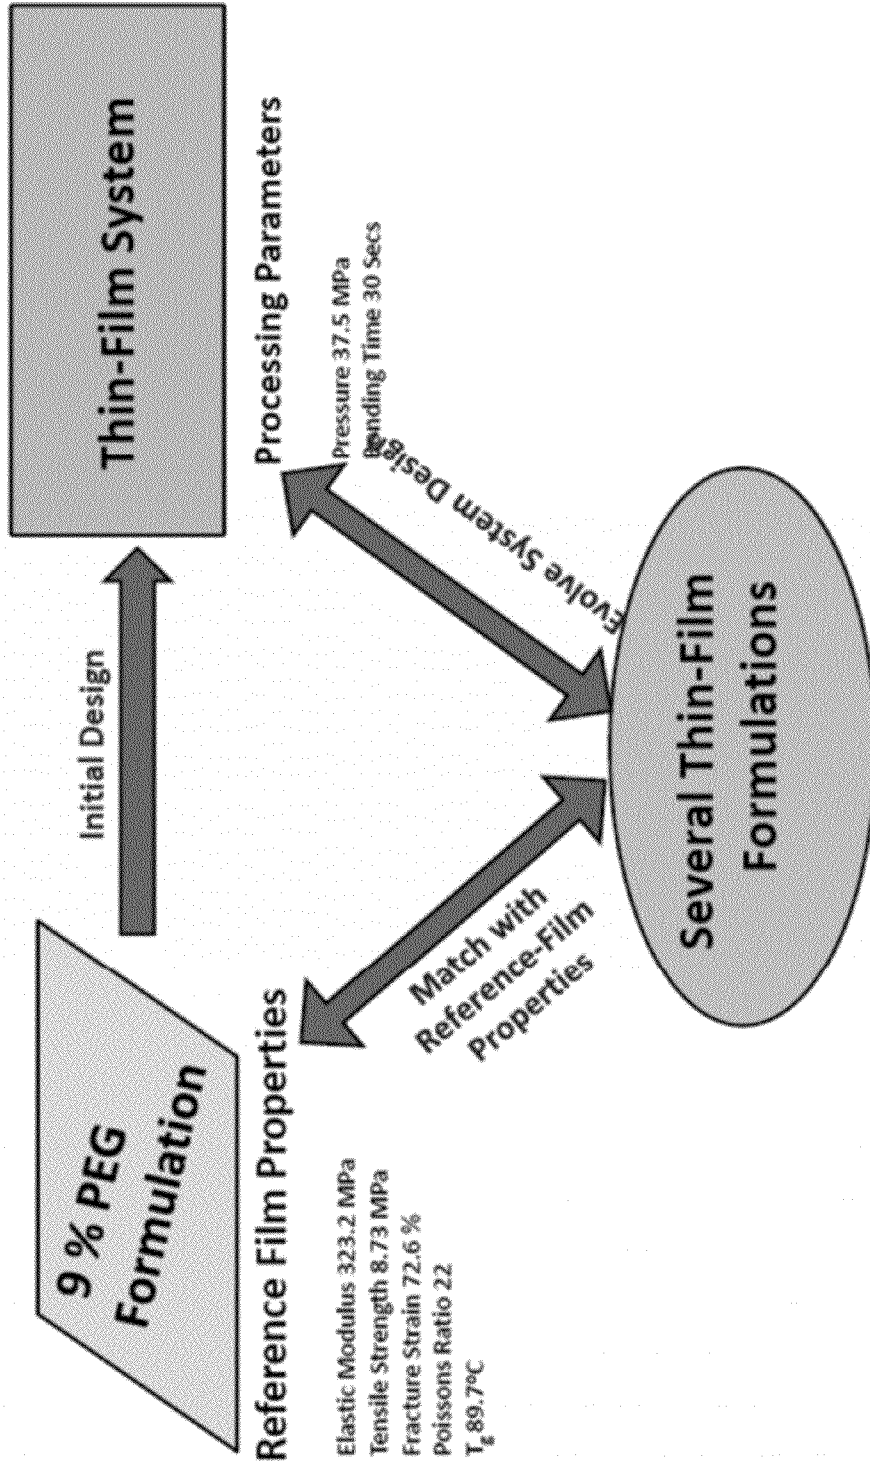 9 % PEG
Formulation
Initial Design
Thin-Film System
Reference Film Properties
Elastic Modulus 323.2 MPa
Tensile Strength 8.73 MPa
Fracture Strain 72.6 %
Poissons Ratio 22
Tg 89.7ºC
Processing Parameters
Pressure 37.5 MPa
Bonding Time 30 Secs
Match with
Reference-Film
Properties
Evolve System Design
Several Thin-Film
Formulations